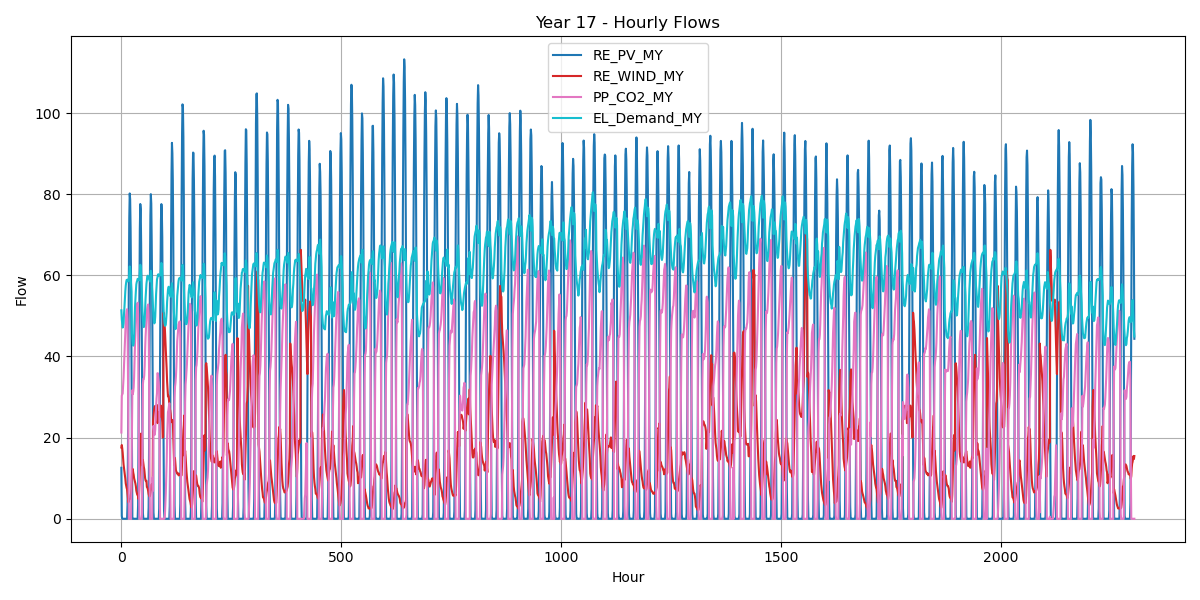 Year 17 - Hourly Flows
RE_PV_MY
RE_WIND_MY
PP_CO2_MY
EL_Demand_MY
Flow
100
80
60
40
20
0
0 500 1000 1500 2000
Hour